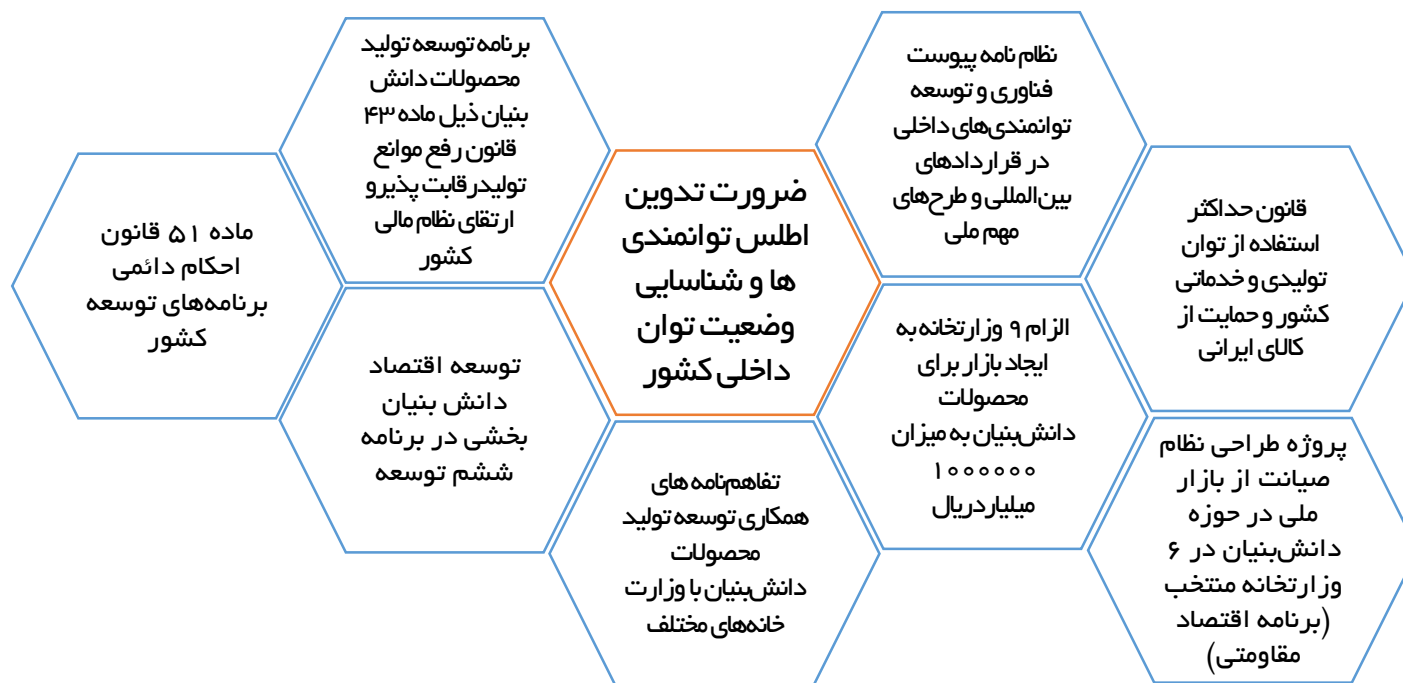 قانون حداکثر
استفاده از توان
تولیدی و خدماتی
کشور و حمایت از
کالای ایرانی
پروژه طراحی نظام
صیانت از بازار
ملی در حوزه
دانش‌بنیان در ۶
وزارتخانه منتخب
(برنامه اقتصاد
مقاومتی)
نظام نامه پیوست
فناوری و توسعه
توانمندی‌های داخلی
در قراردادهای
بین‌المللی و طرح‌های
مهم ملی
الزام ۹ وزارتخانه به
ایجاد بازار برای
محصولات
دانش‌بنیان به میزان
۱۰۰۰۰۰۰
میلیاردریال
ضرورت تدوین
اطلس توانمندی
ها و شناسایی
وضعیت توان
داخلی کشور
تفاهم‌نامه های
همکاری توسعه تولید
محصولات
دانش‌بنیان با وزارت
خانه‌های مختلف
برنامه توسعه تولید
محصولات دانش
بنیان ذیل ماده ۴۳
قانون رفع موانع
تولیدرقابت پذیرو
ارتقای نظام مالی
کشور
توسعه اقتصاد
دانش بنیان
بخشی در برنامه
ششم توسعه
ماده ۵۱ قانون
احکام دائمی
برنامه‌های توسعه
کشور